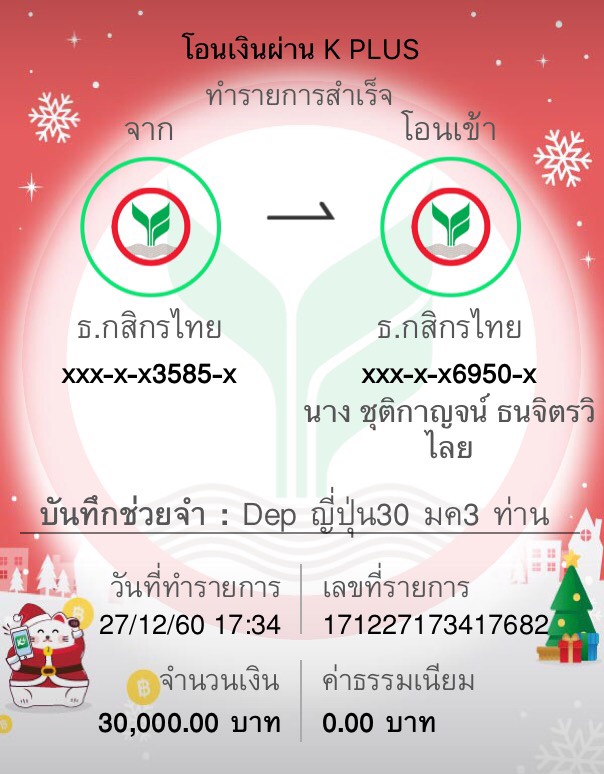 โอนเงินผ่าน K PLUS
ทำรายการสำเร็จ
จาก
โอนเข้า
ธ.กสิกรไทย
ธ.กสิกรไทย
xxx-x-x3585-x
xxx-x-x6950-x
นาง ชุติกาญจน์ ธนจิตรวิ
ไลย
บันทึกช่วยจำ : Dep ญี่ปุ่น30 มค3 ท่าน
วันที่ทำรายการ
เลขที่รายการ
27/12/60 17:34
171227173417682
จำนวนเงิน
ค่าธรรมเนียม
30,000.00 บาท
0.00 บาท